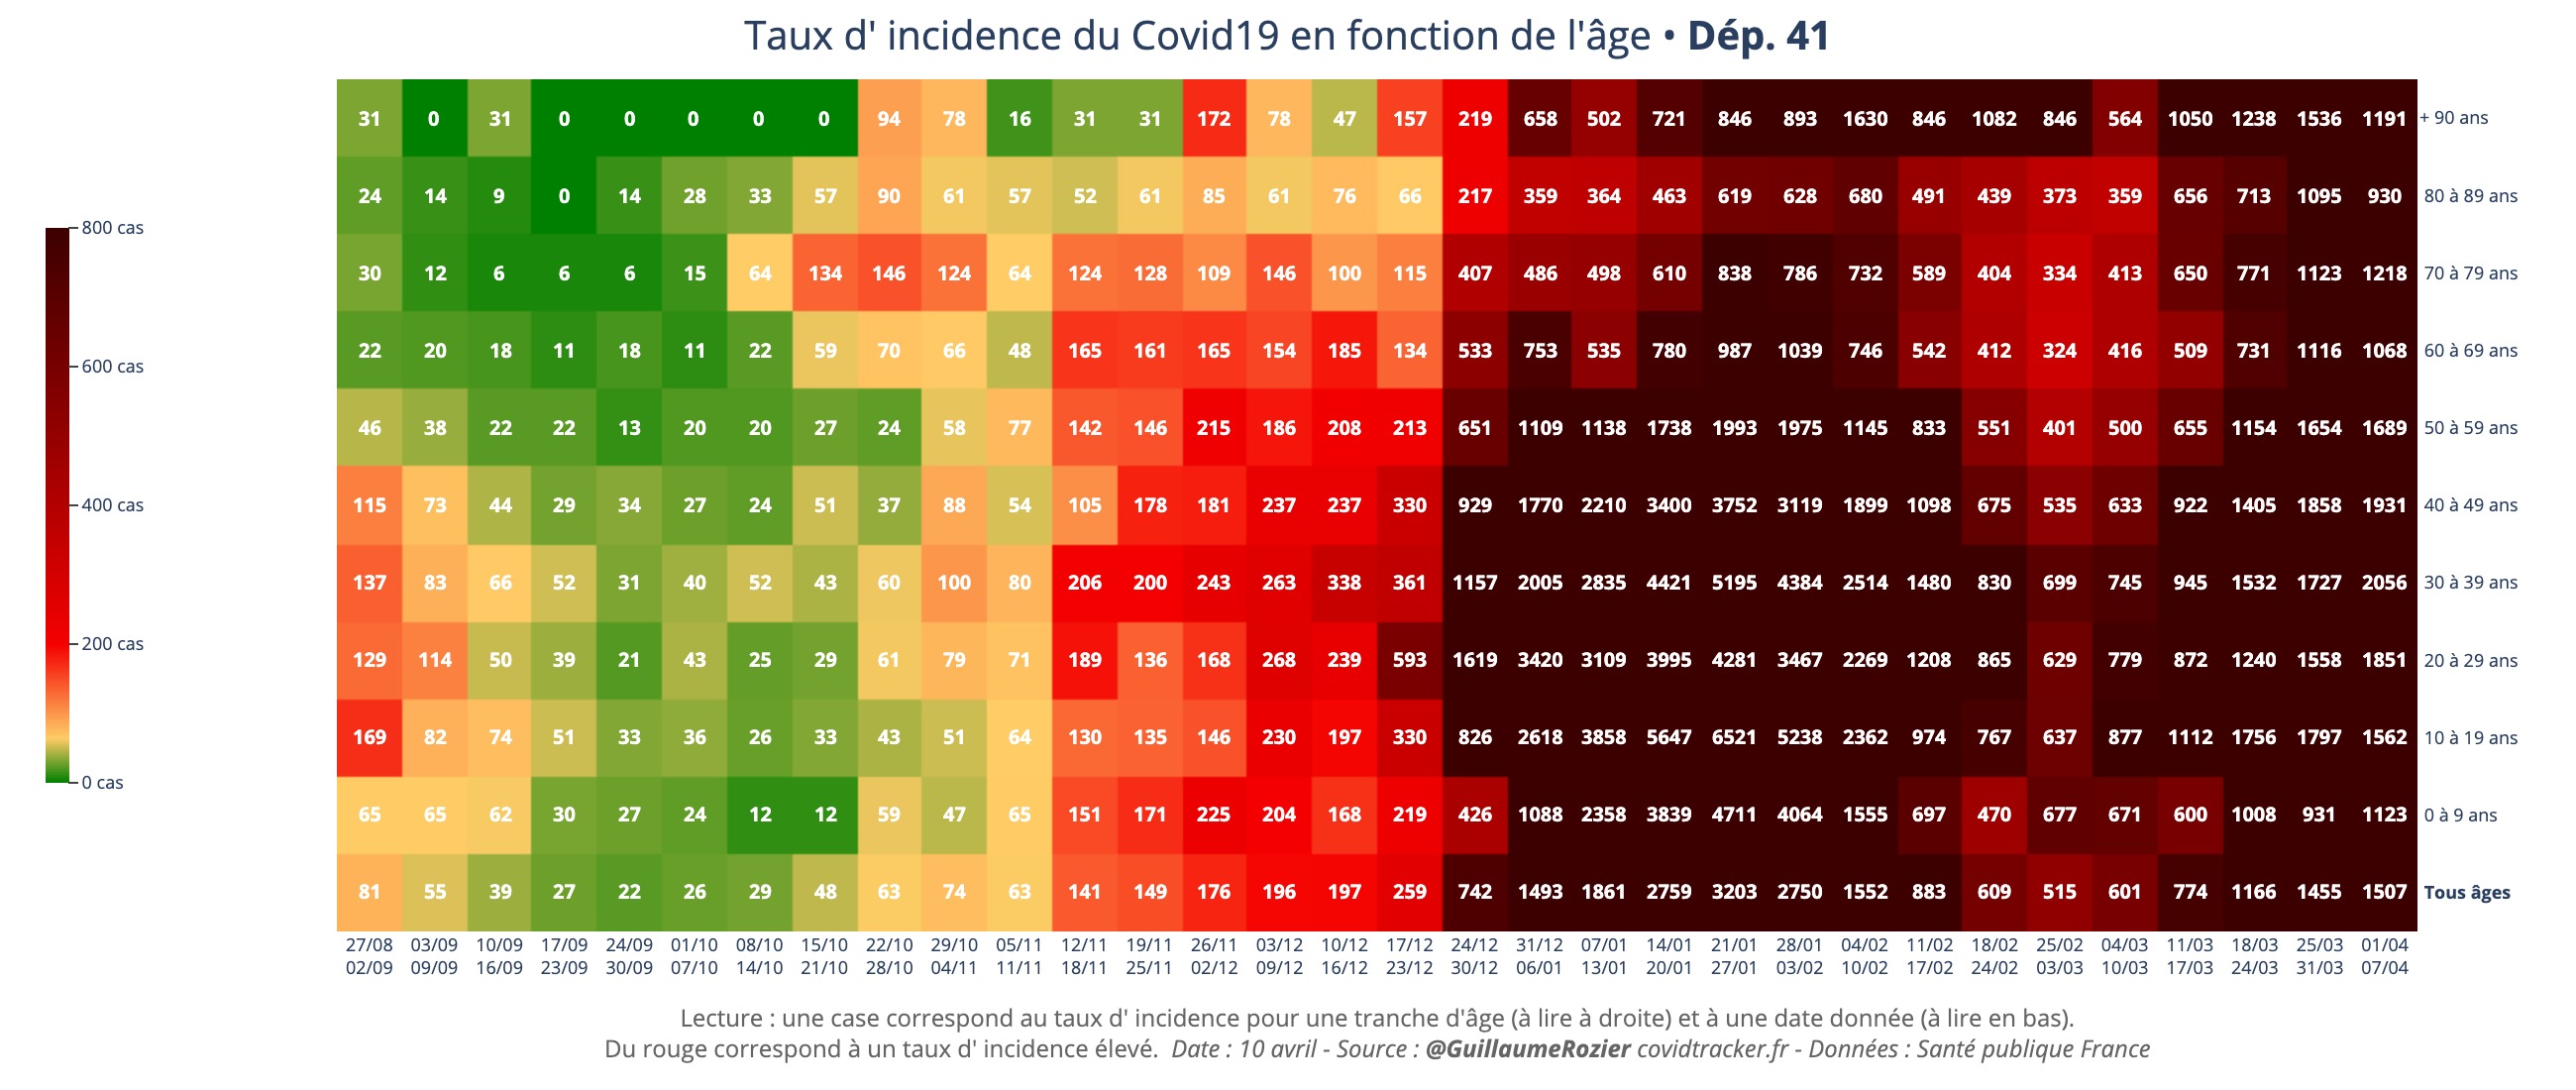 Taux d' incidence du Covid19 en fonction de l'âge • Dép. 41
31 0 31 0 0 0 0 0 94 78 16 31 31 172 78 47 157 219 658 502 721 846 893 1630 846 1082 846 564 1050 1238 1536 1191 + 90 ans
24 14 9 0 14 28 33 57 90 61 57 52 61 85 61 76 66 217 359 364 463 619 628 680 491 439 373 359 656 713 1095 930 80 à 89 ans
800 cas
30 12 6 6 6 15 64 134 146 124 64 124 128 109 146 100 115 407 486 498 610 838 786 732 589 404 334 413 650 771 1123 1218 70 à 79 ans
22 20 18 11 18 11 22 59 70 66 48 165 161 165 154 185 134 533 753 535 780 987 1039 746 542 412 324 416 509 731 1116 1068 60 à 69 ans
600 cas
46 38 22 22 13 20 20 27 24 58 77 142 146 215 186 208 213 651 1109 1138 1738 1993 1975 1145 833 551 401 500 655 1154 1654 1689 50 à 59 ans
400 cas
115 73 44 29 34 27 24 51 37 88 54 105 178 181 237 237 330 929 1770 2210 3400 3752 3119 1899 1098 675 535 633 922 1405 1858 1931 40 à 49 ans
137 83 66 52 31 40 52 43 60 100 80 206 200 243 263 338 361 1157 2005 2835 4421 5195 4384 2514 1480 830 699 745 945 1532 1727 2056 30 à 39 ans
200 cas
129 114 50 39 21 43 25 29 61 79 71 189 136 168 268 239 593 1619 3420 3109 3995 4281 3467 2269 1208 865 629 779 872 1240 1558 1851 20 à 29 ans
169 82 74 51 33 36 26 33 43 51 64 130 135 146 230 197 330 826 2618 3858 5647 6521 5238 2362 974 767 637 877 1112 1756 1797 1562 10 à 19 ans
0 cas
65 65 62 30 27 24 12 12 59 47 65 151 171 225 204 168 219 426 1088 2358 3839 4711 4064 1555 697 470 677 671 600 1008 931 1123 0 à 9 ans
81 55 39 27 22 26 29 48 63 74 63 141 149 176 196 197 259 742 1493 1861 2759 3203 2750 1552 883 609 515 601 774 1166 1455 1507 Tous âges
27/08 03/09 10/09 17/09 24/09 01/10 08/10 15/10 22/10 29/10 05/11 12/11 19/11 26/11 03/12 10/12 17/12 24/12 31/12 07/01 14/01 21/01 28/01 04/02 11/02 18/02 25/02 04/03 11/03 18/03 25/03 01/04
02/09 09/09 16/09 23/09 30/09 07/10 14/10 21/10 28/10 04/11 11/11 18/11 25/11 02/12 09/12 16/12 23/12 30/12 06/01 13/01 20/01 27/01 03/02 10/02 17/02 24/02 03/03 10/03 17/03 24/03 31/03 07/04
Lecture : une case correspond au taux d' incidence pour une tranche d'âge (à lire à droite) et à une date donnée (à lire en bas).
Du rouge correspond à un taux d' incidence élevé. Date : 10 avril - Source : @GuillaumeRozier covidtracker.fr - Données : Santé publique France